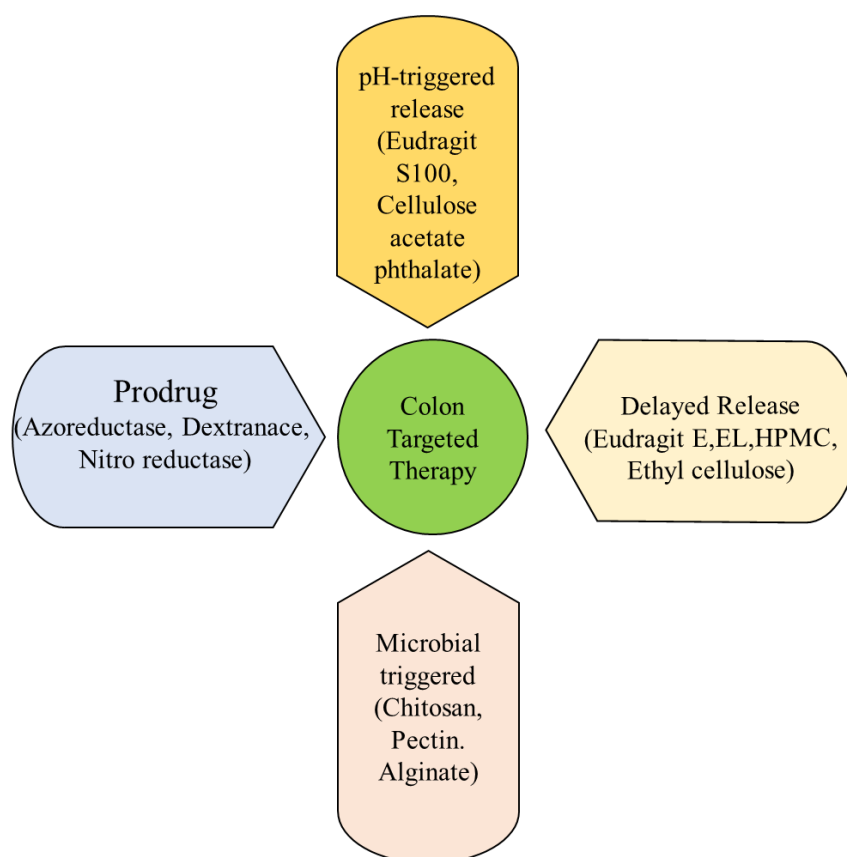 pH-triggered
release
(Eudragit
S100,
Cellulose
acetate
phthalate)
Prodrug
(Azoreductase, Dextranace,
Nitro reductase)
Colon
Targeted
Therapy
Delayed Release
(Eudragit E,EL,HPMC,
Ethyl cellulose)
Microbial
triggered
(Chitosan,
Pectin.
Alginate)